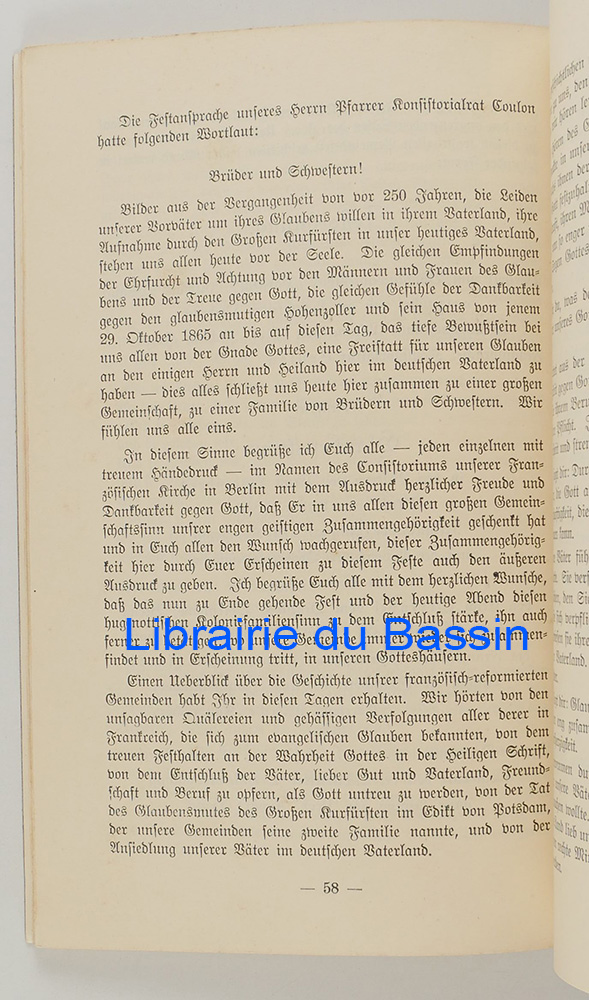 Die Festansprache unseres Herrn Pfarrer Konsistorialrat Coulon
hatte folgenden Wortlaut:
Brüder und Schwestern!
Bilder aus der Vergangenheit von vor 250 Jahren, die Leiden
unserer Vorväter um ihres Glaubens willen in ihrem Vaterland, ihre
Aufnahme durch den Großen Kurfürsten in unser heutiges Vaterland,
stehen uns allen heute vor der Seele. Die gleichen Empfindungen
der Ehrfurcht und Achtung vor den Männern und Frauen des Glau-
bens und der Treue gegen Gott, die gleichen Gefühle der Dankbarkeit
gegen den glaubensmutigen Hohenzoller und sein Haus von jenem
29. Oktober 1865 an bis auf diesen Tag, das tiefe Bewußtsein bei
uns allen von der Gnade Gottes, eine Freistatt für unseren Glauben
an den einigen Herrn und Heiland hier im deutschen Vaterland zu
haben — dies alles schließt uns heute hier zusammen zu einer großen
Gemeinschaft, zu einer Familie von Brüdern und Schwestern. Wir
fühlen uns alle eins.
In diesem Sinne begrüße ich Euch alle — jeden einzelnen mit
treuem Händedruck — im Namen des Consistoriums unserer Fran-
zösischen Kirche in Berlin mit dem Ausdruck herzlicher Freude und
Dankbarkeit gegen Gott, daß Er in uns allen diesen großen Gemein-
schaftssinn unsrer engen geistigen Zusammengehörigkeit geschenkt hat
und in Euch allen den Wunsch wachgerufen, dieser Zusammengehörig-
keit hier durch Euer Erscheinen zu diesem Feste auch den äußeren
Ausdruck zu geben. Ich begrüße Euch alle mit dem herzlichen Wunsche,
daß das nun zu Ende gehende Fest und der heutige Abend diesen
hugenottischen Koloniefamiliensinn zu dem Entschluß stärke, ihn auch
Librairie du Bassin
findet und in Erscheinung tritt, in unseren Gotteshäusern.
Einen Ueberblick über die Geschichte unsrer französisch-reformierten
Gemeinden habt Ihr in diesen Tagen erhalten. Wir hörten von den
unsagbaren Quälereien und gehässigen Verfolgungen aller derer in
Frankreich, die sich zum evangelischen Glauben bekannten, von dem
treuen Festhalten an der Wahrheit Gottes in der Heiligen Schrift,
von dem Entschluß der Väter, lieber Gut und Vaterland, Freund-
schaft und Beruf zu opfern, als Gott untreu zu werden, von der Tat
des Glaubensmutes des Großen Kurfürsten im Edikt von Potsdam,
der unsere Gemeinden seine zweite Familie nannte, und von der
Ansiedlung unserer Väter im deutschen Vaterland.
— 58 —